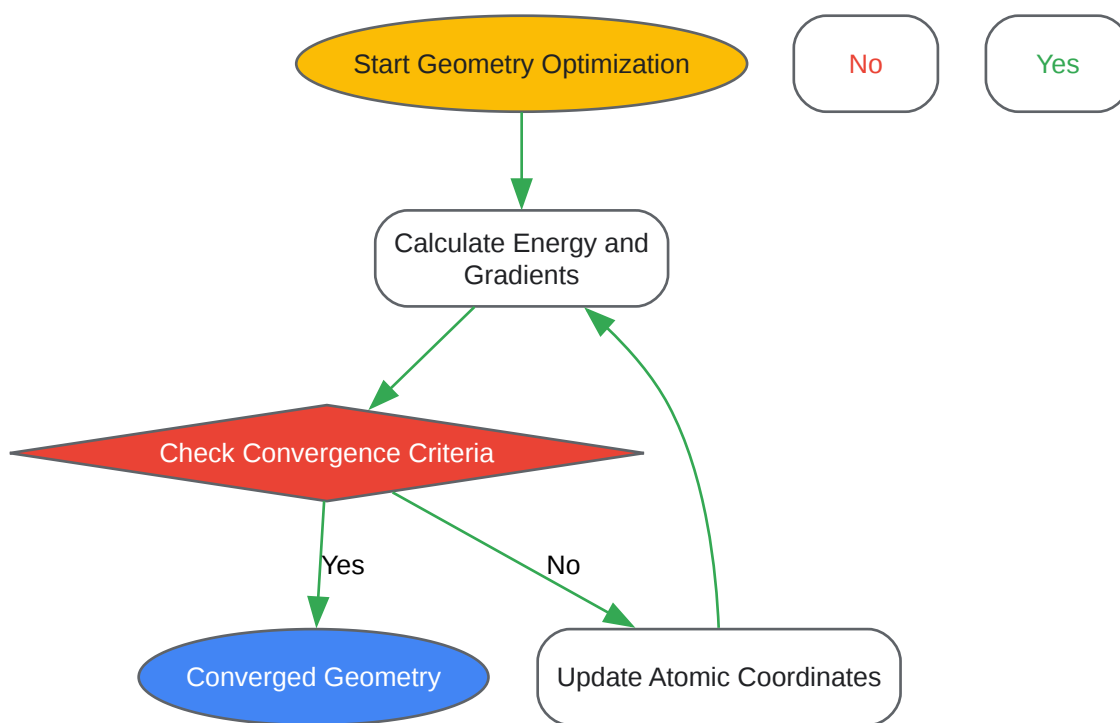 Start Geometry Optimization
No
Yes
Calculate Energy and
Gradients
Check Convergence Criteria
Yes
No
Converged Geometry
Update Atomic Coordinates